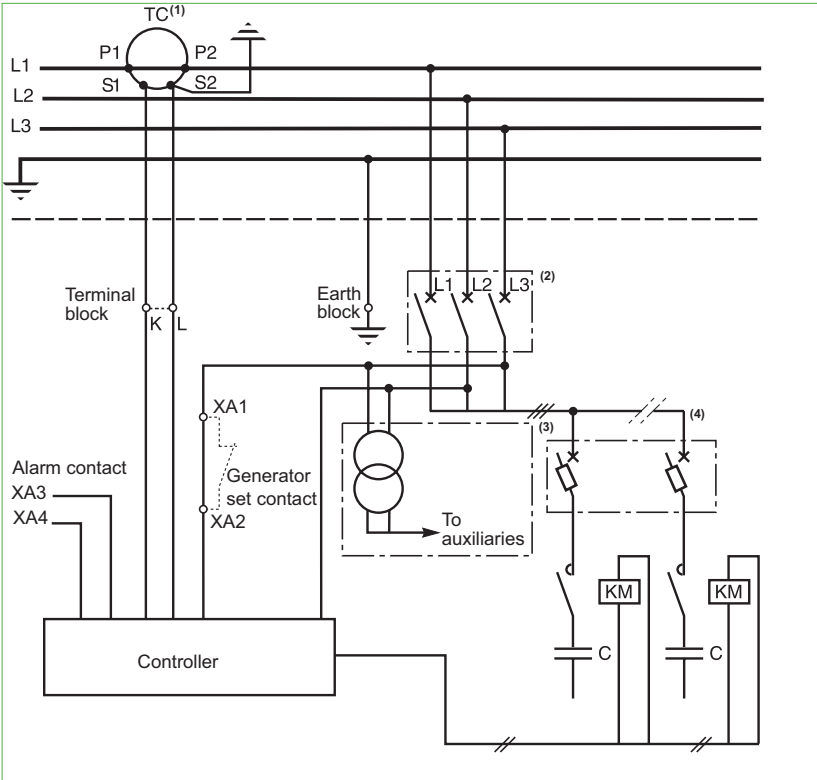 TC(1)
P1
P2
L1
S1
S2
L2
L3
L1
L2
L3
(2)
Terminal
block
K
L
Earth
block
XA1
(3)
(4)
Alarm contact
XA3
XA4
Generator
set contact
XA2
To
auxiliaries
KM
KM
C
C
Controller